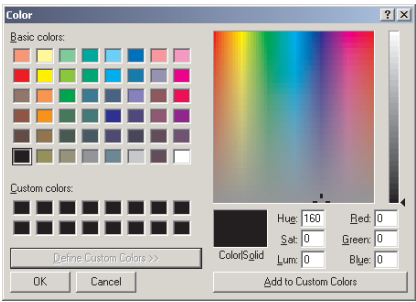 Color
Basic colors:
Custom colors:
Define Custom Colors >>
OK
Cancel
Color|Solid
Hue: 160
Sat: 0
Lum: 0
Red: 0
Green: 0
Blue: 0
Add to Custom Colors